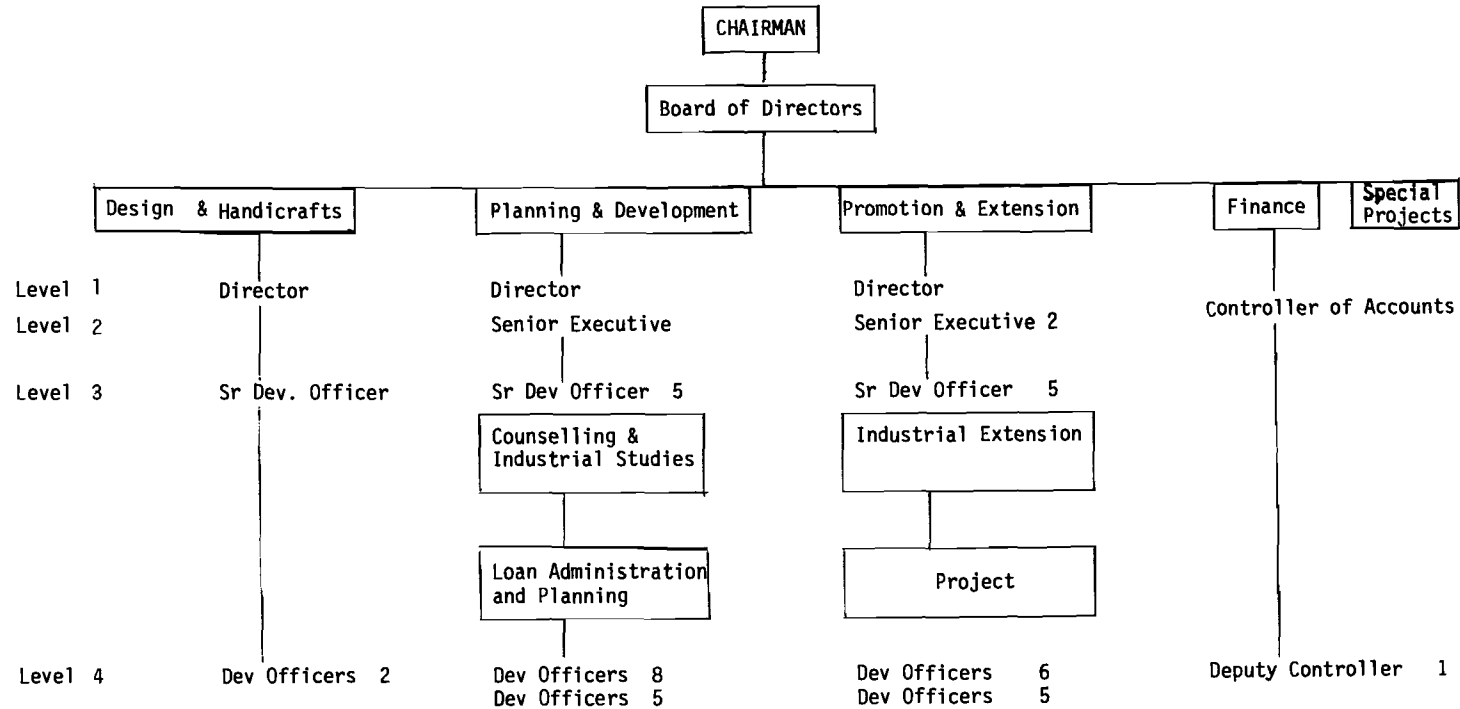 CHAIRMAN
Board of Directors
Design & Handicrafts
Planning & Development
Promotion & Extension
Finance
Special
Projects
Level 1 Director Director Director
Controller of Accounts
Level 2 Senior Executive Senior Executive 2
Level 3 Sr Dev. Officer Sr Dev Officer 5 Sr Dev Officer 5
Counselling &
Industrial Studies
Industrial Extension
Loan Administration
and Planning
Project
Level 4 Dev Officers 2 Dev Officers 8 Dev Officers 6 Deputy Controller 1
Dev Officers 5 Dev Officers 5